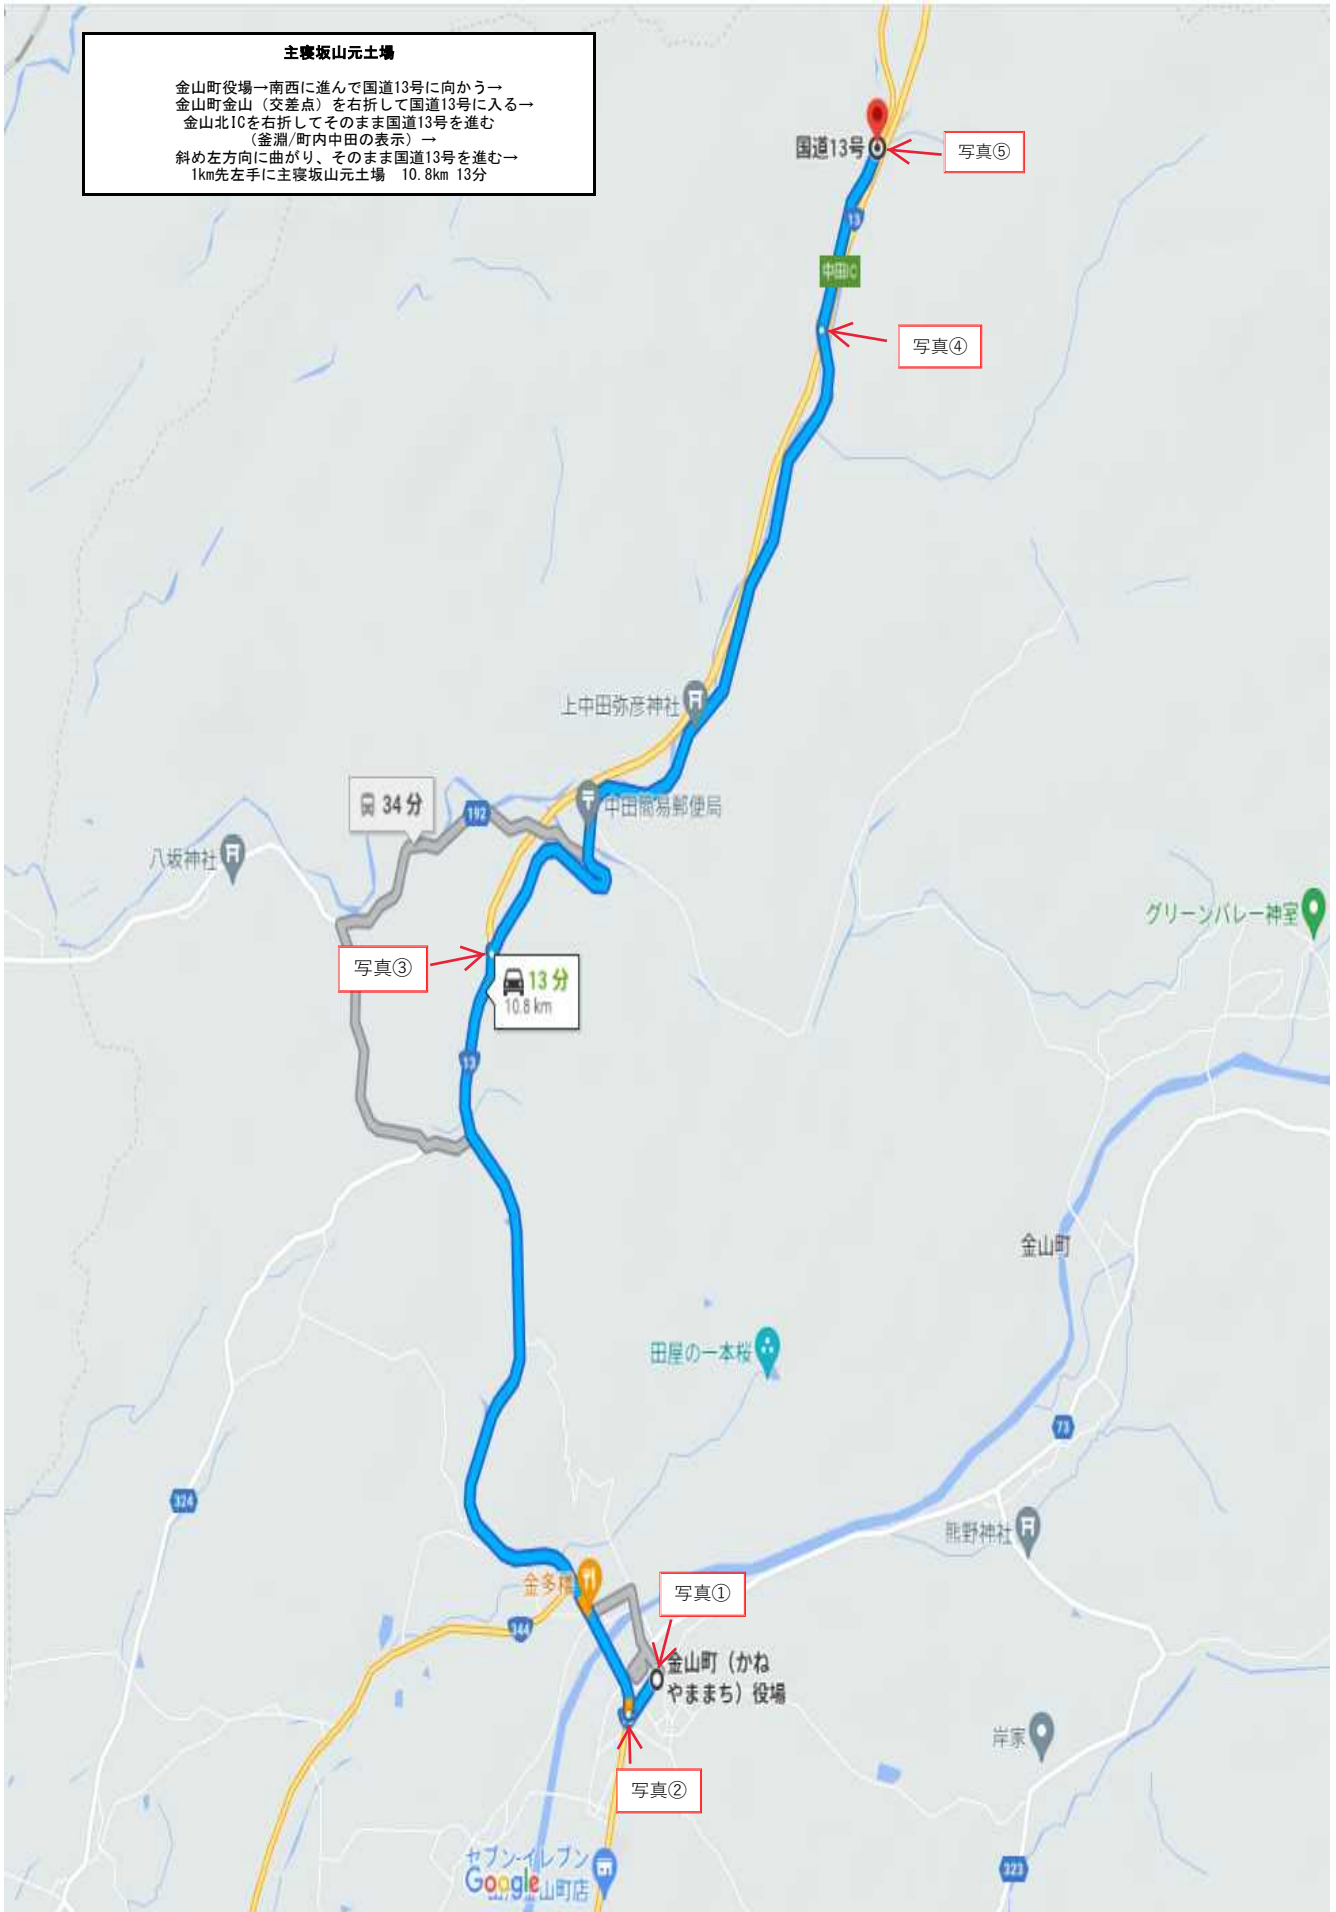 主寝坂山元土場
金山町役場→南西に進んで国道13号に向かう→
金山町金山（交差点）を右折して国道13号に入る→
金山北ICを右折してそのまま国道13号を進む
（釜淵/町内中田の表示）→
斜め左方向に曲がり、そのまま国道13号を進む→
1km先左手に主寝坂山元土場　10.8km 13分
国道13号
写真⑤
13
中田IC
写真④
上中田弥彦神社
34 分
192
中田簡易郵便局
八坂神社
グリーンバレー神室
写真③
13 分
10.8 km
13
金山町
田屋の一本桜
73
324
熊野神社
金多楼
写真①
344
金山町（かね
やままち）役場
岸家
写真②
セブン-イレブン
金山町店
Google
323